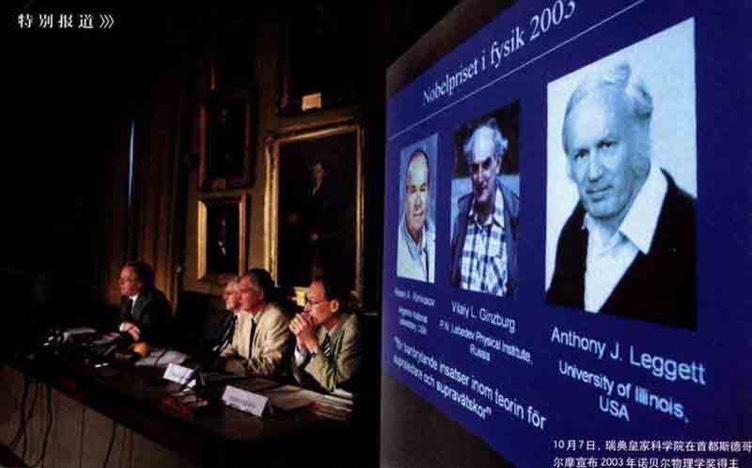 特别报道 》》
Nobelpriset i fysik 2003
Vitaly L. Ginzburg
P.N. Lebedev Physical Institute,
Russia
Anthony J. Leggett
University of Illinois,
USA
insatser inom teorin för
och supravätskor"
10月7日，瑞典皇家科学院在首都斯德哥
尔摩宣布2003年诺贝尔物理学奖得主